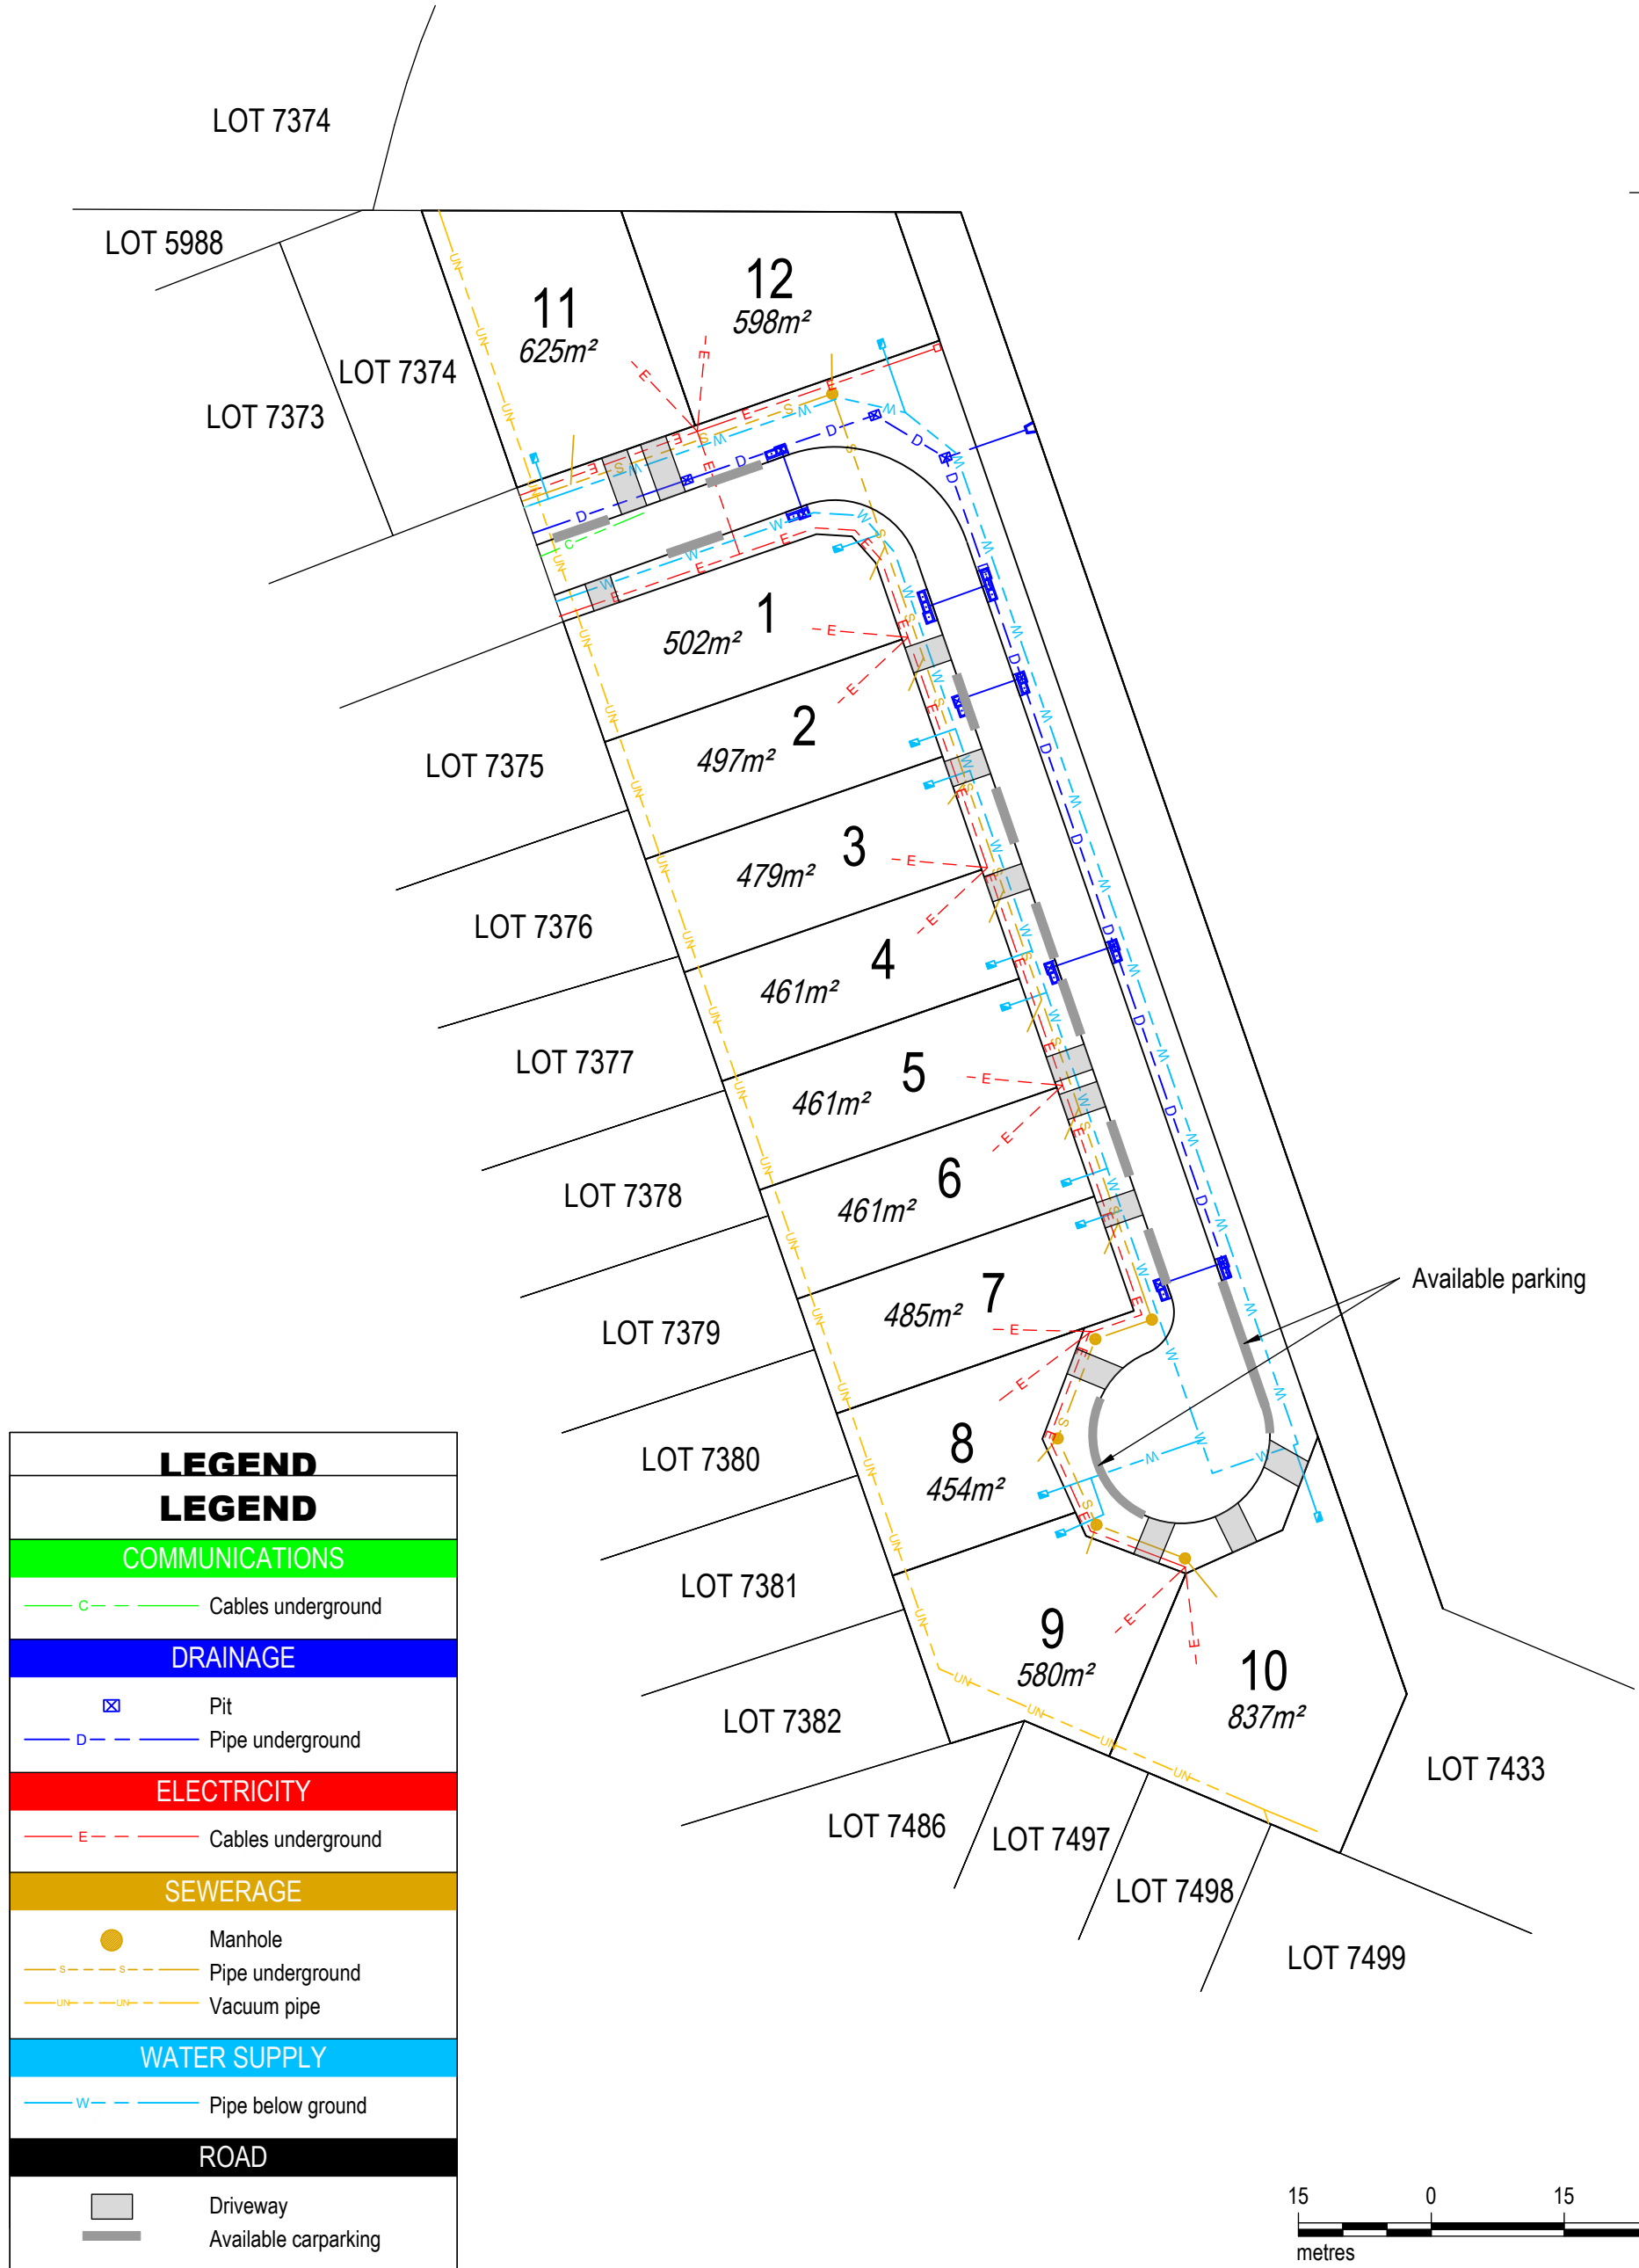 LOT 7374
LOT 5988
12
598m²
11
625m²
LOT 7374
LOT 7373
1
502m²
2
497m²
LOT 7375
3
479m²
LOT 7376
4
461m²
LOT 7377
5
461m²
LOT 7378
6
461m²
LOT 7379
7
485m²
Available parking
LOT 7380
8
454m²
LOT 7381
9
580m²
10
837m²
LOT 7382
LOT 7433
LOT 7486
LOT 7497
LOT 7498
LOT 7499
LEGEND
LEGEND
COMMUNICATIONS
C Cables underground
DRAINAGE
Pit
D Pipe underground
ELECTRICITY
E Cables underground
SEWERAGE
Manhole
S S Pipe underground
UN UN Vacuum pipe
WATER SUPPLY
W Pipe below ground
ROAD
Driveway
Available carparking
15 0 15
metres